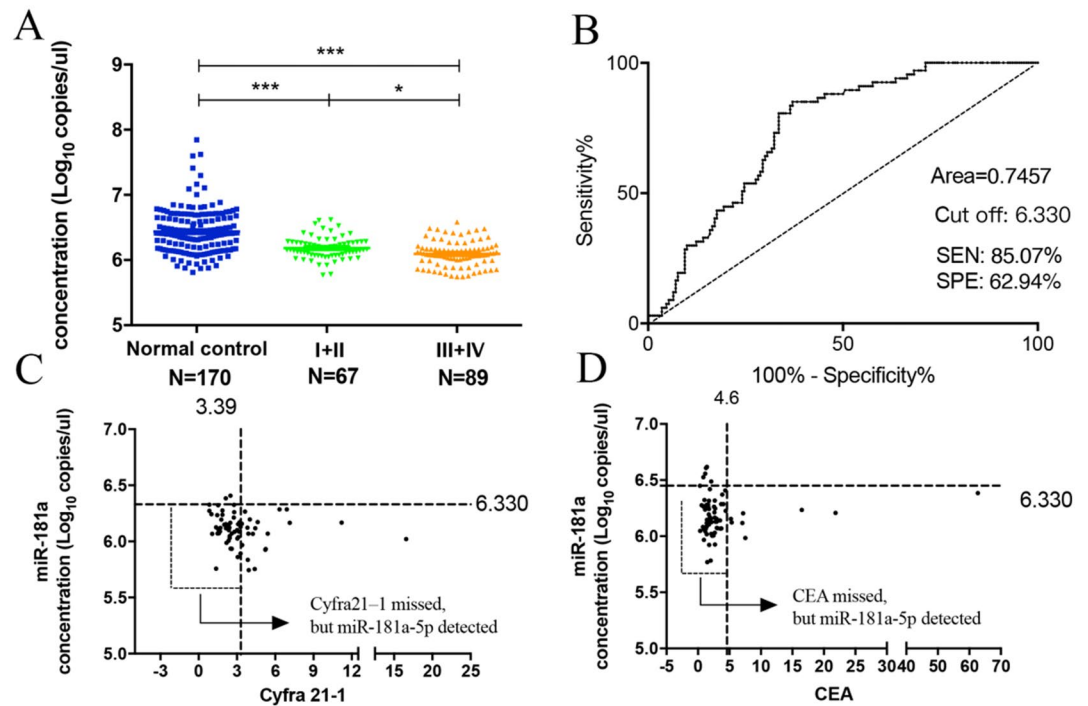 A
concentration (Log10 copies/ul)
9
8
7
6
5
***
***
*
Normal control
I+II
III+IV
N=170
N=67
N=89
B
Sensitivity%
100
50
0
0
50
100
100% - Specificity%
Area=0.7457
Cut off: 6.330
SEN: 85.07%
SPE: 62.94%
C
3.39
miR-181a
concentration (Log10 copies/ul)
7.0
6.5
6.0
5.5
5.0
6.330
Cyfra21–1 missed,
but miR-181a-5p detected
-3
0
3
6
9
12
15
20
25
Cyfra 21-1
D
4.6
miR-181a
concentration (Log10 copies/ul)
7.0
6.5
6.0
5.5
5.0
6.330
CEA missed,
but miR-181a-5p detected
-5
0
5
10
15
20
25
30
40
50
60
70
CEA